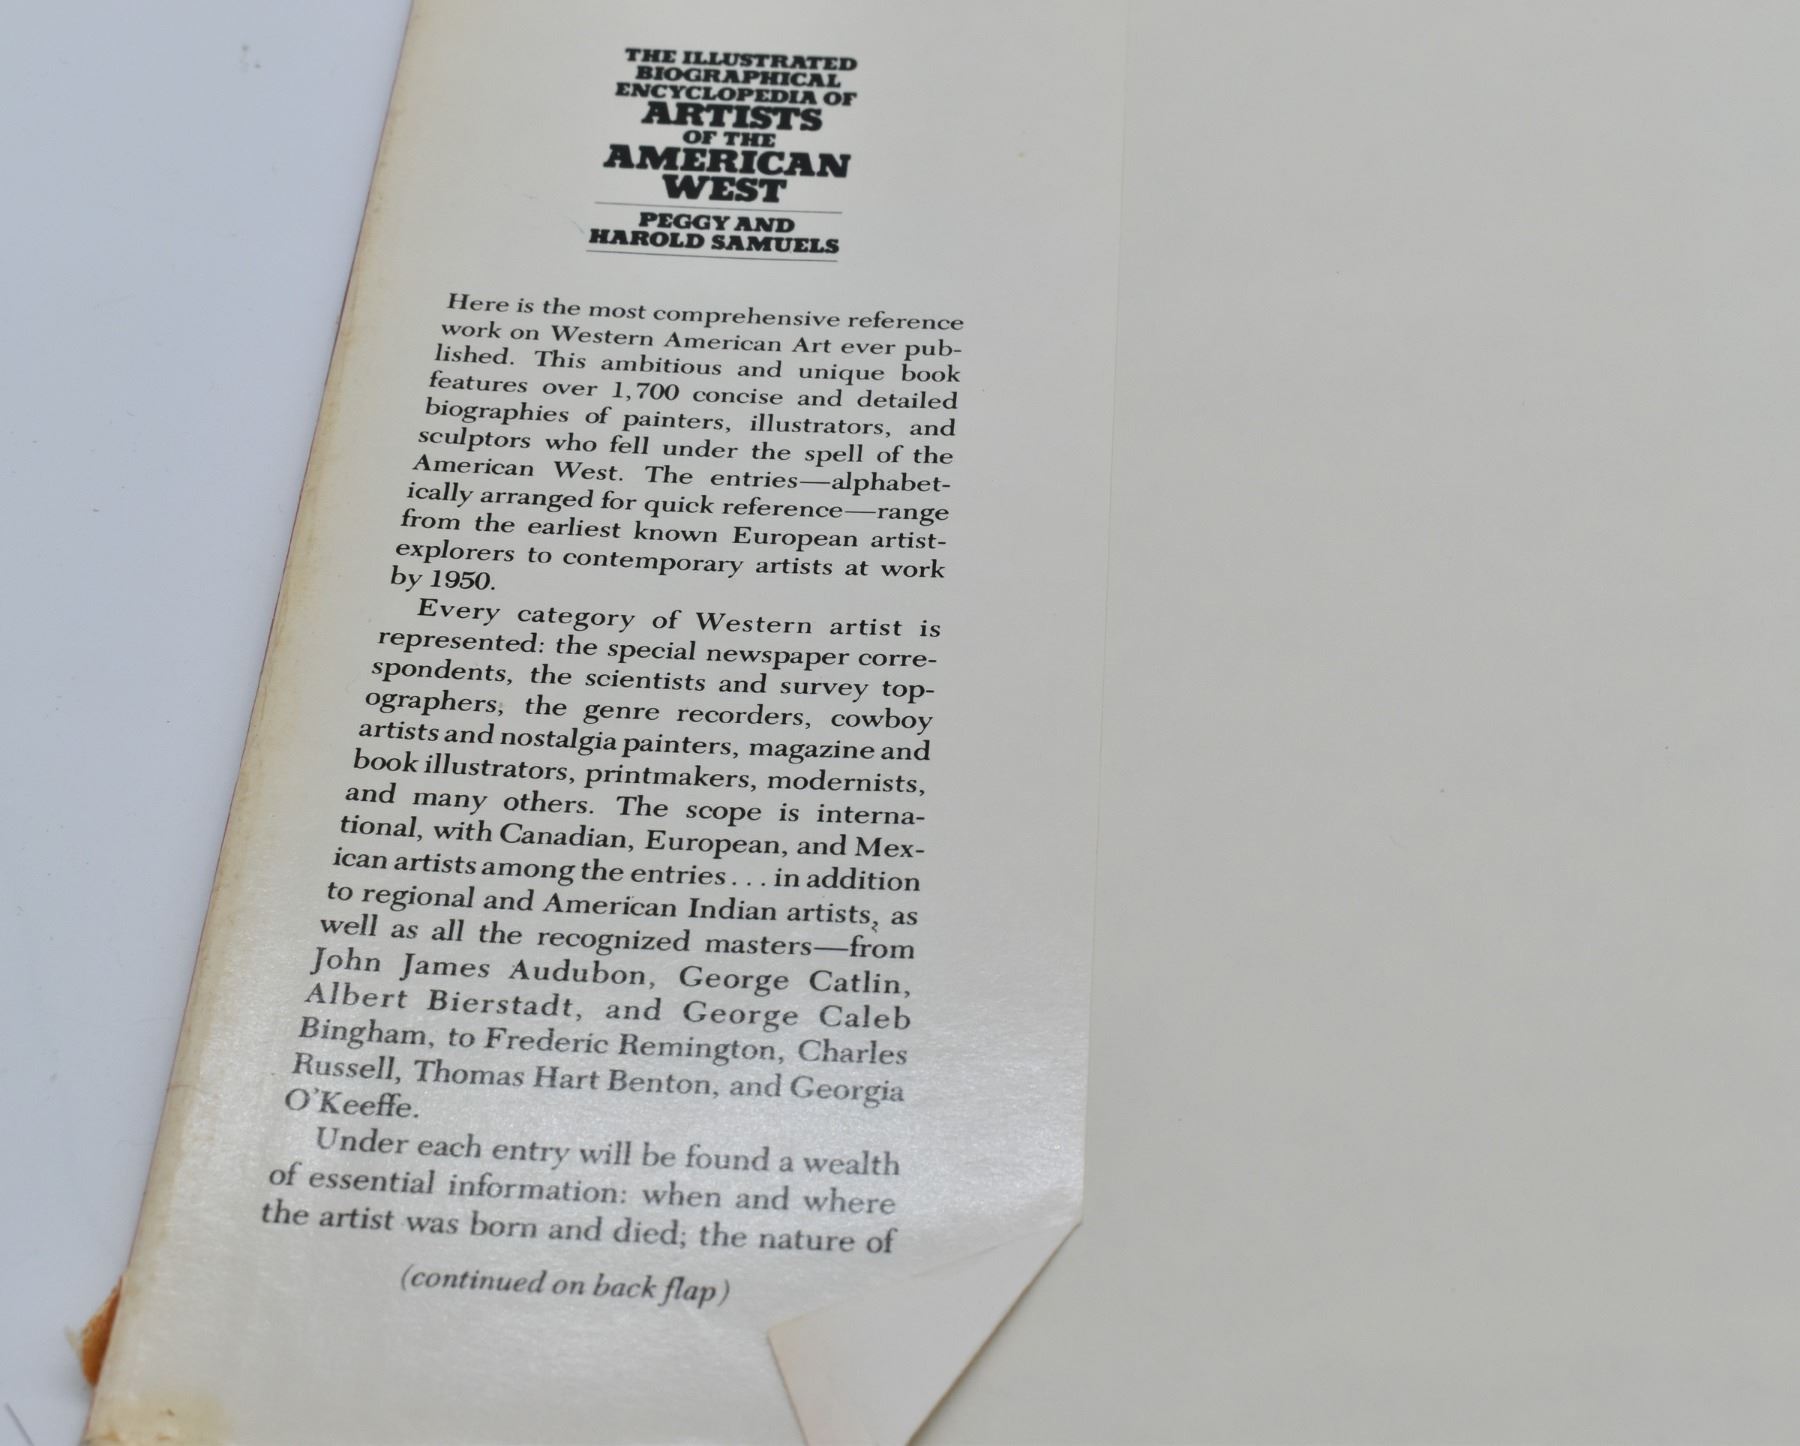 THE ILLUSTRATED
BIOGRAPHICAL
ENCYCLOPEDIA OF
ARTISTS
OF THE
AMERICAN
WEST
PEGGY AND
HAROLD SAMUELS
Here is the most comprehensive reference
work on Western American Art ever pub-
lished. This ambitious and unique book
features over 1,700 concise and detailed
biographies of painters, illustrators, and
sculptors who fell under the spell of the
American West. The entries—alphabet-
ically arranged for quick reference—range
from the earliest known European artist-
explorers to contemporary artists at work
by 1950.
Every category of Western artist is
represented: the special newspaper corre-
spondents, the scientists and survey top-
ographers, the genre recorders, cowboy
artists and nostalgia painters, magazine and
book illustrators, printmakers, modernists,
and many others. The scope is interna-
tional, with Canadian, European, and Mex-
ican artists among the entries . . . in addition
to regional and American Indian artists, as
well as all the recognized masters—from
John James Audubon, George Catlin,
Albert Bierstadt, and George Caleb
Bingham, to Frederic Remington, Charles
Russell, Thomas Hart Benton, and Georgia
O'Keeffe.
Under each entry will be found a wealth
of essential information: when and where
the artist was born and died; the nature of
(continued on back flap)